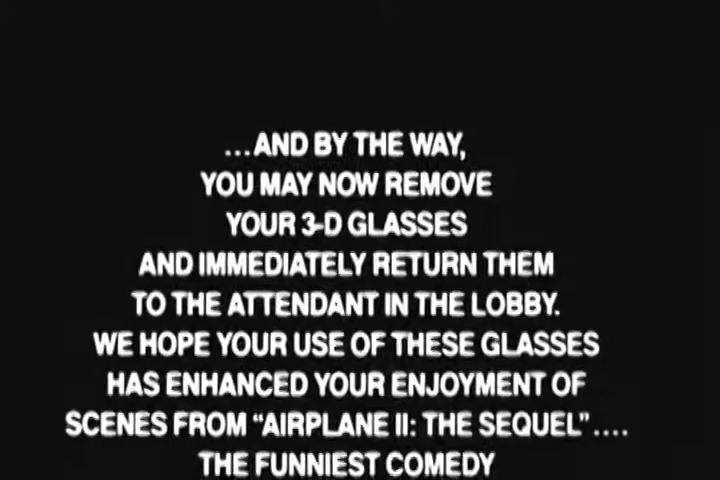 ...AND BY THE WAY,
YOU MAY NOW REMOVE
YOUR 3-D GLASSES
AND IMMEDIATELY RETURN THEM
TO THE ATTENDANT IN THE LOBBY.
WE HOPE YOUR USE OF THESE GLASSES
HAS ENHANCED YOUR ENJOYMENT OF
SCENES FROM “AIRPLANE II: THE SEQUEL”....
THE FUNNIEST COMEDY